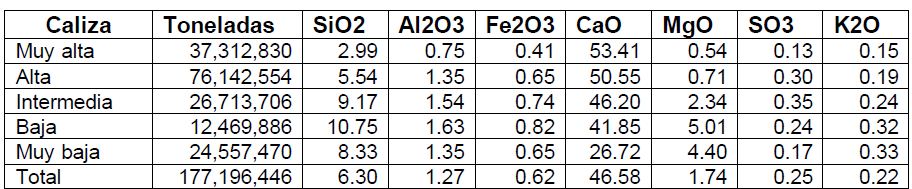 Caliza Toneladas SiO2 Al2O3 Fe2O3 CaO MgO SO3 K2O
Muy alta 37,312,830 2.99 0.75 0.41 53.41 0.54 0.13 0.15
Alta 76,142,554 5.54 1.35 0.65 50.55 0.71 0.30 0.19
Intermedia 26,713,706 9.17 1.54 0.74 46.20 2.34 0.35 0.24
Baja 12,469,886 10.75 1.63 0.82 41.85 5.01 0.24 0.32
Muy baja 24,557,470 8.33 1.35 0.65 26.72 4.40 0.17 0.33
Total 177,196,446 6.30 1.27 0.62 46.58 1.74 0.25 0.22